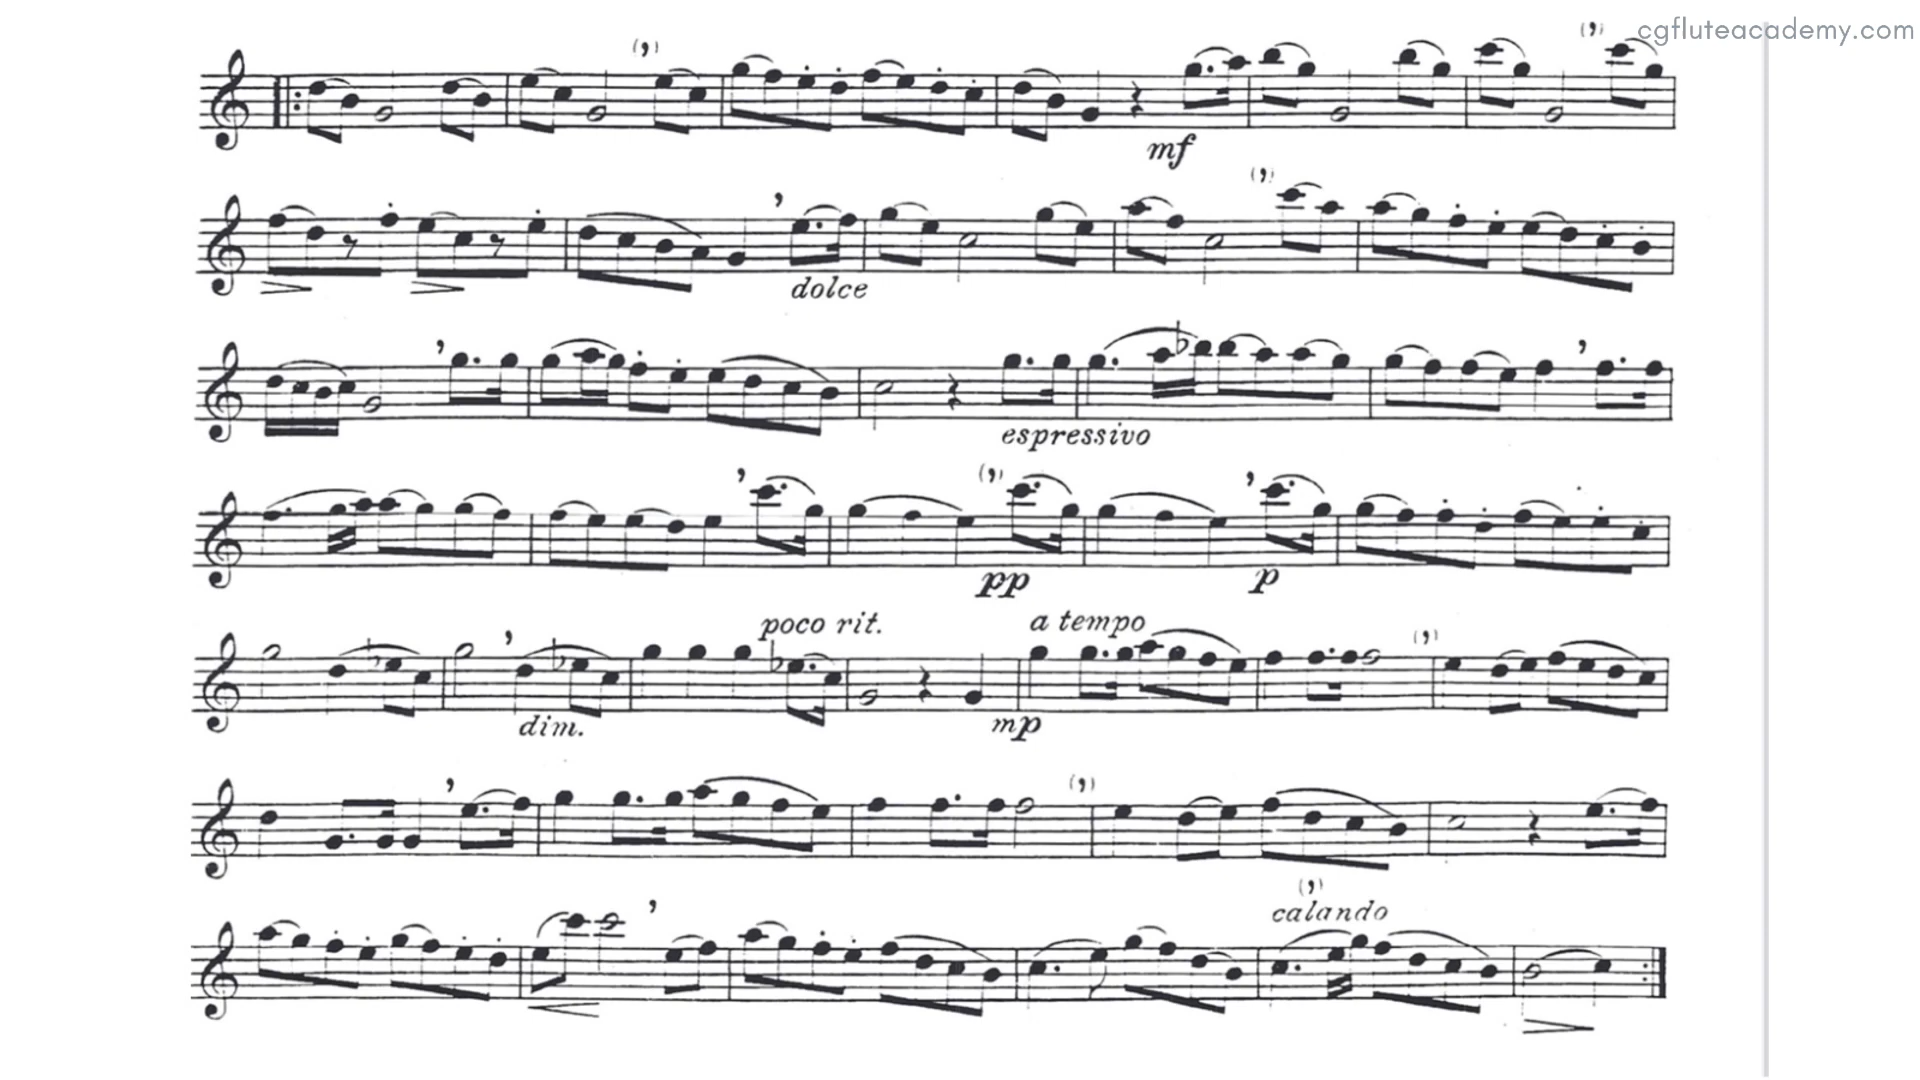 cgfluteacademy.com
mf
dolce
espressivo
pp p
poco rit. a tempo
dim. mp
calando